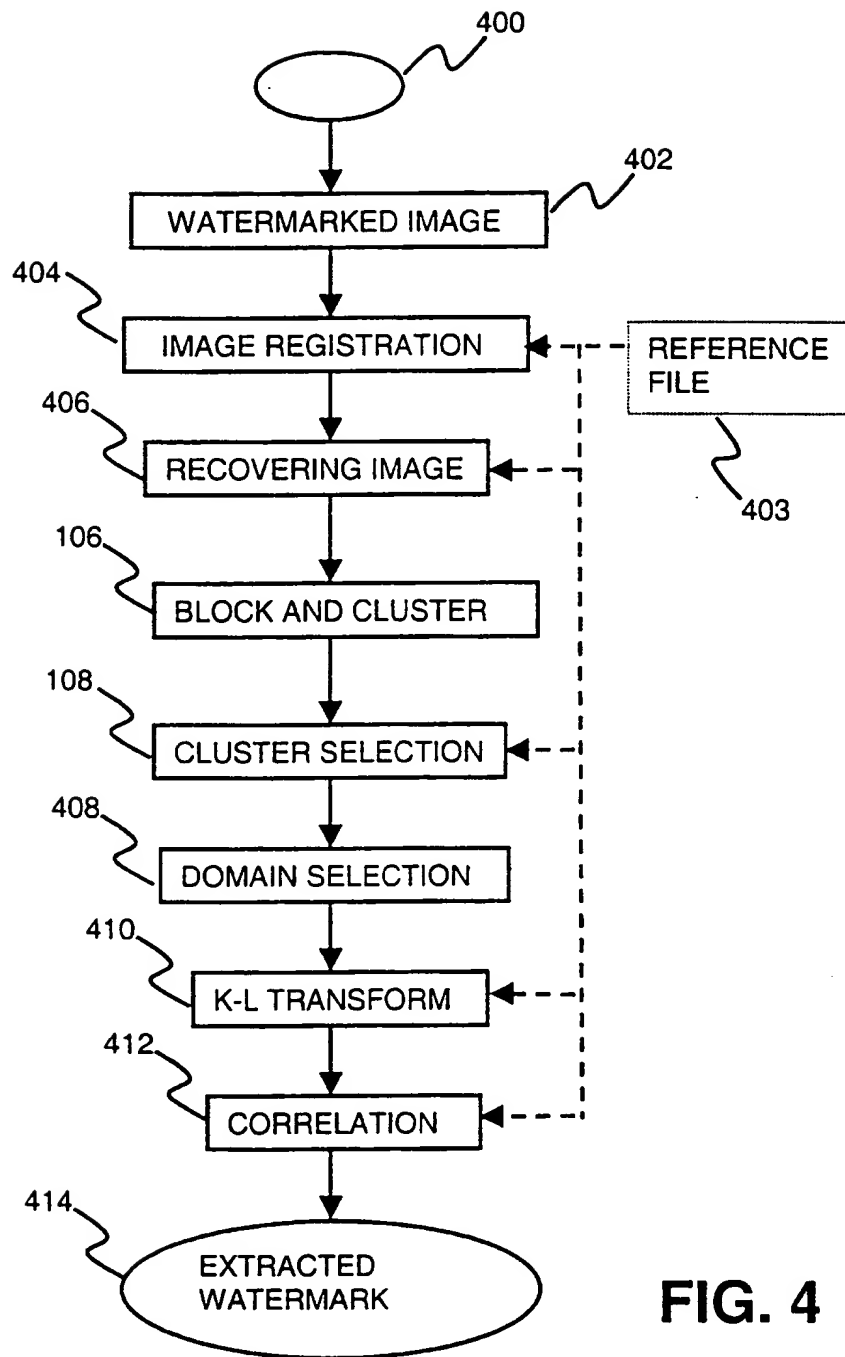 400
402
WATERMARKED IMAGE
404
IMAGE REGISTRATION
REFERENCE
FILE
403
406
RECOVERING IMAGE
106
BLOCK AND CLUSTER
108
CLUSTER SELECTION
408
DOMAIN SELECTION
410
K-L TRANSFORM
412
CORRELATION
414
EXTRACTED
WATERMARK
FIG. 4